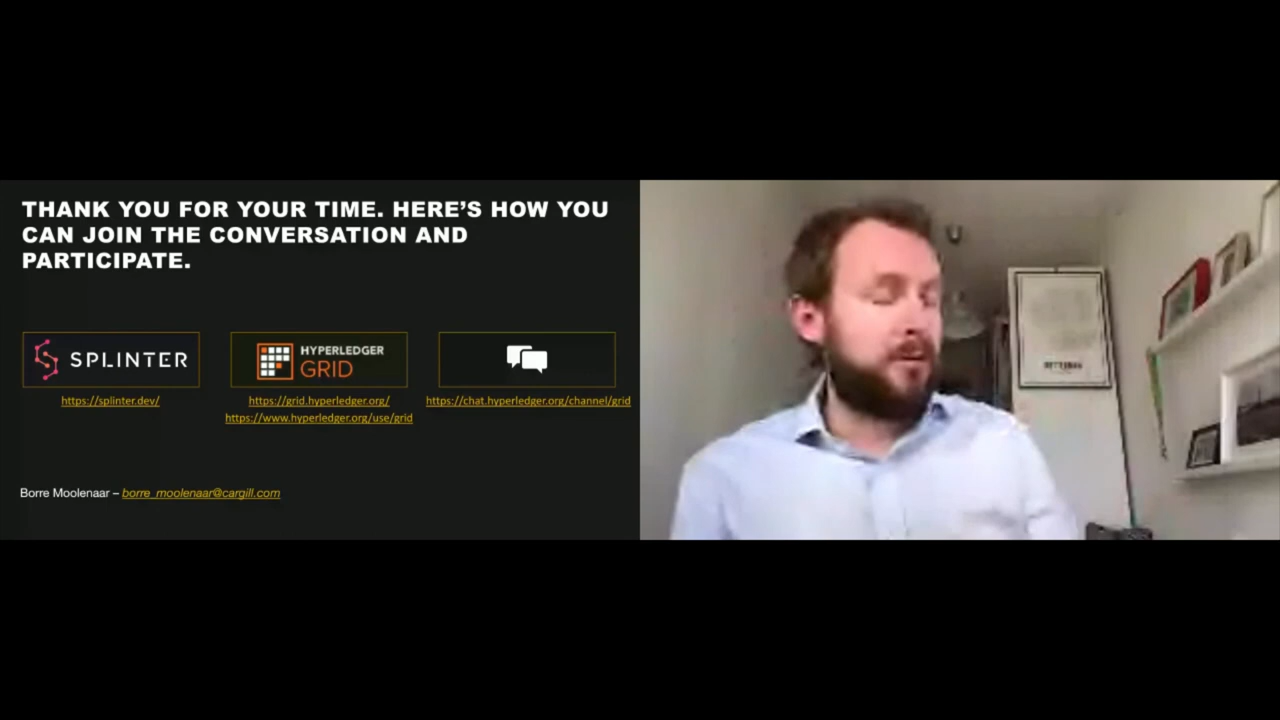 THANK YOU FOR YOUR TIME. HERE'S HOW YOU
CAN JOIN THE CONVERSATION AND
PARTICIPATE.
SPLINTER
HYPERLEDGER
GRID
https://splinter.dev/
https://grid.hyperledger.org/
https://chat.hyperledger.org/channel/grid
https://www.hyperledger.org/use/grid
Borre Moolenaar – borre_moolenaar@cargill.com